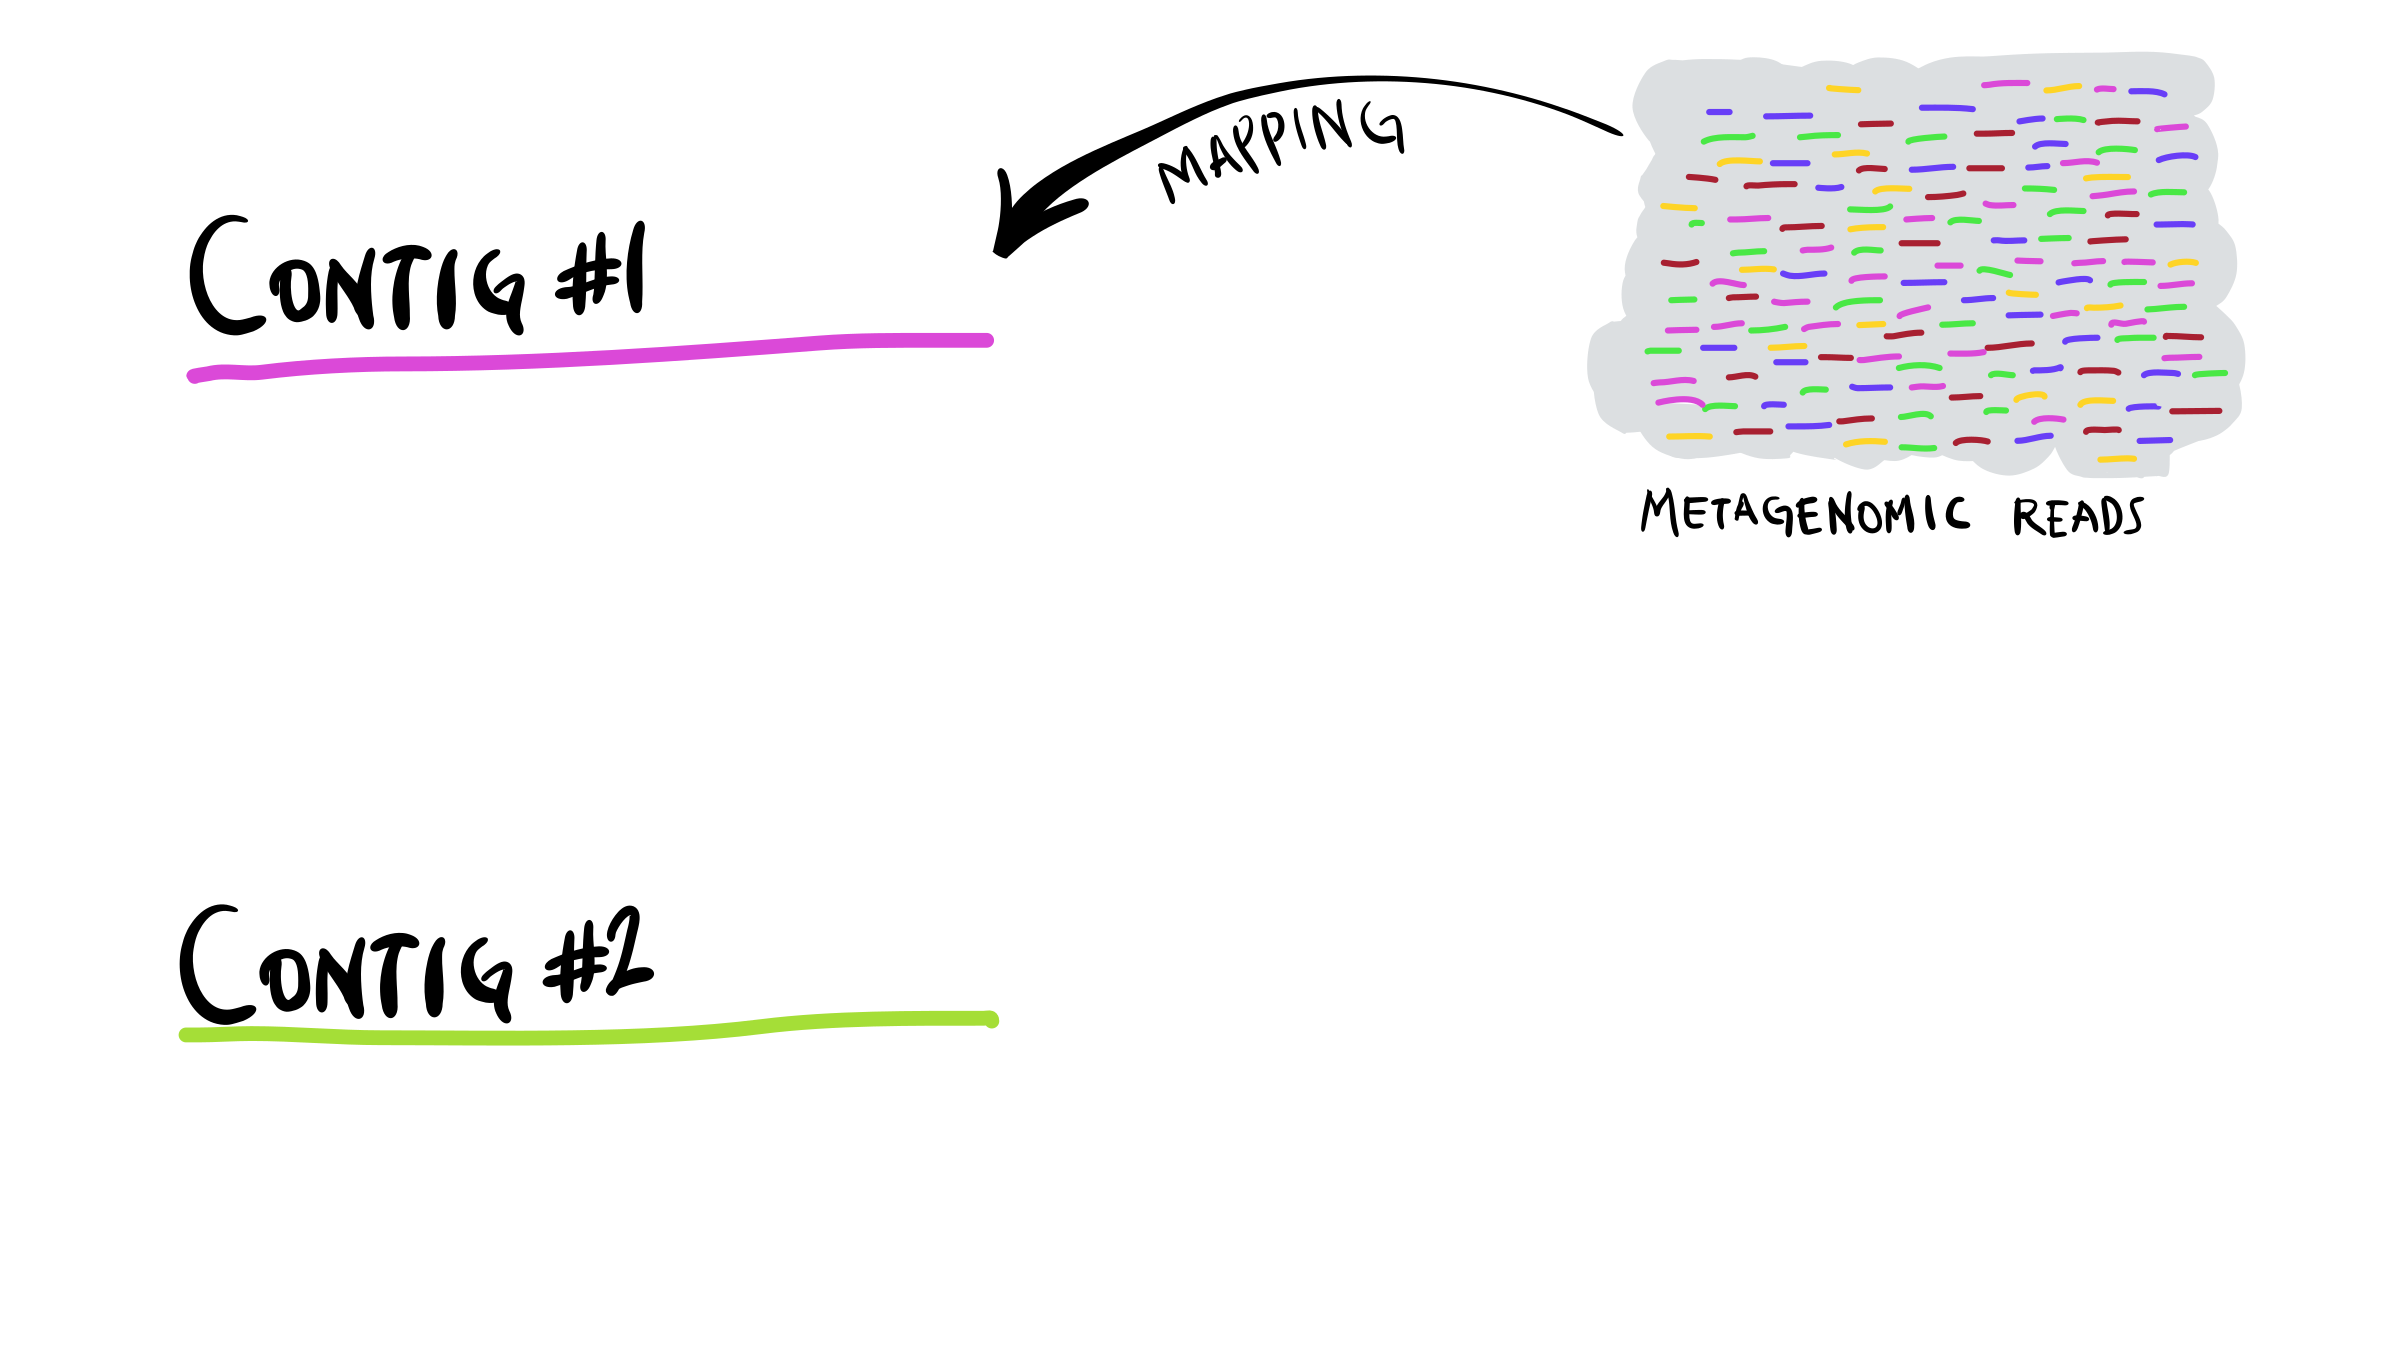 MAPPING
CONTIG #1
METAGENOMIC READS
CONTIG #2